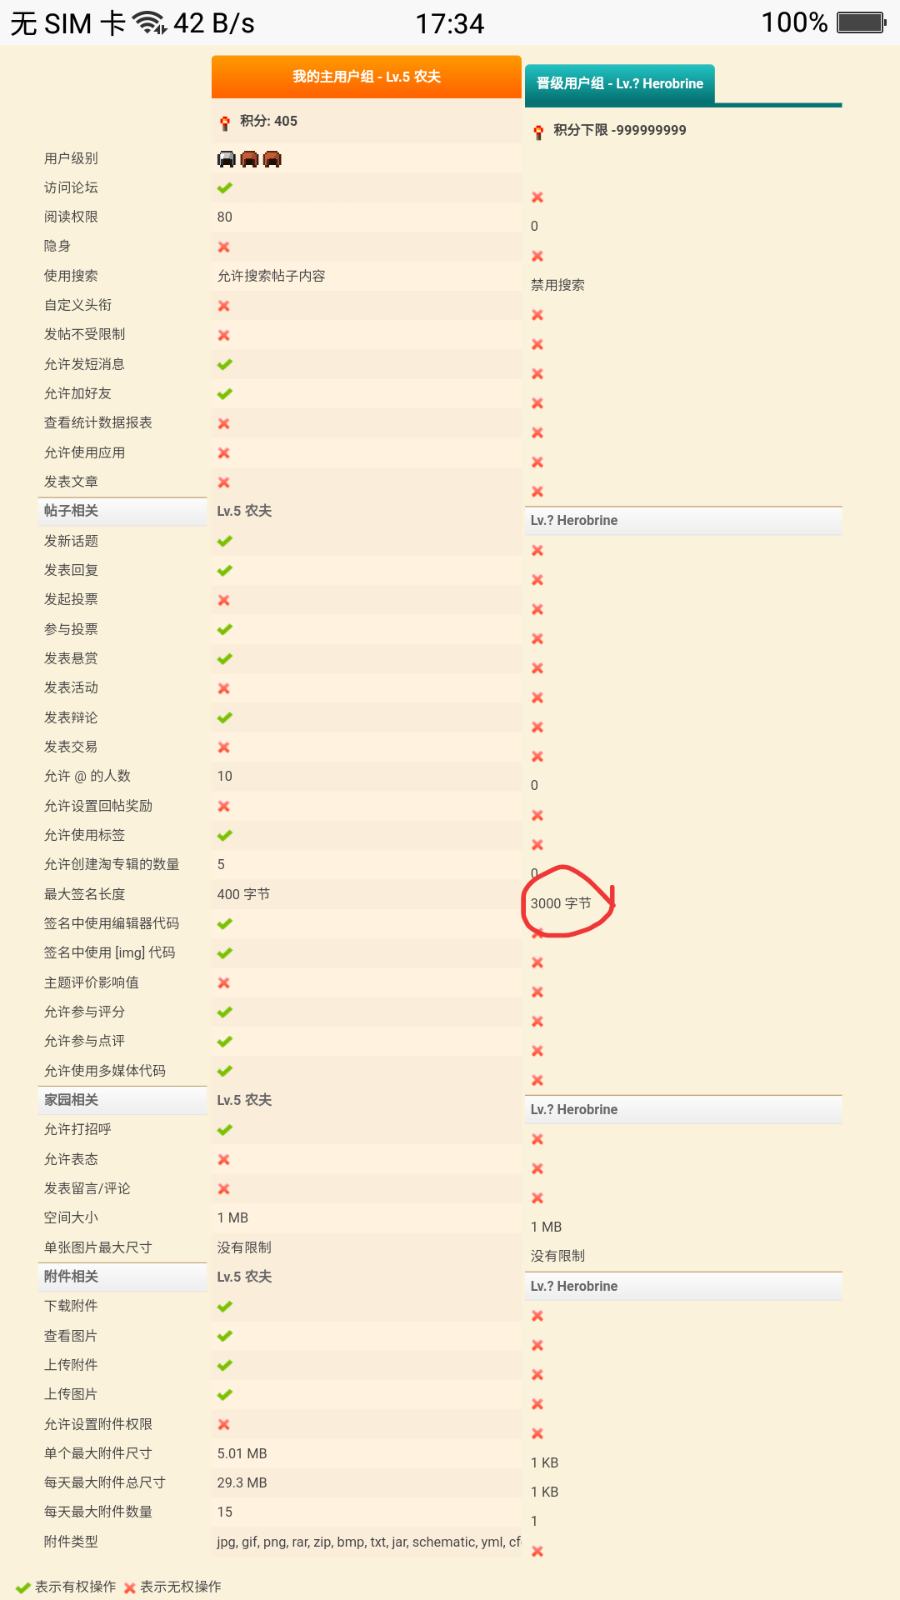 无 SIM 卡 42 B/s 17:34 100%
我的主用户组 - Lv.5 农夫 晋级用户组 - Lv.? Herobrine
积分: 405 积分下限 -999999999
用户级别
访问论坛
阅读权限 80 0
隐身
使用搜索 允许搜索帖子内容 禁用搜索
自定义头衔
发帖不受限制
允许发短消息
允许加好友
查看统计数据报表
允许使用应用
发表文章
帖子相关 Lv.5 农夫 Lv.? Herobrine
发新话题
发表回复
发起投票
参与投票
发表悬赏
发表活动
发表辩论
发表交易
允许 @ 的人数 10 0
允许设置回帖奖励
允许使用标签
允许创建淘专辑的数量 5 0
最大签名长度 400 字节 3000 字节
签名中使用编辑器代码
签名中使用 [img] 代码
主题评价影响值
允许参与评分
允许参与点评
允许使用多媒体代码
家园相关 Lv.5 农夫 Lv.? Herobrine
允许打招呼
允许表态
发表留言/评论
空间大小 1 MB 1 MB
单张图片最大尺寸 没有限制 没有限制
附件相关 Lv.5 农夫 Lv.? Herobrine
下载附件
查看图片
上传附件
上传图片
允许设置附件权限
单个最大附件尺寸 5.01 MB 1 KB
每天最大附件总尺寸 29.3 MB 1 KB
每天最大附件数量 15 1
附件类型 jpg, gif, png, rar, zip, bmp, txt, jar, schematic, yml, cf
表示有权操作 表示无权操作